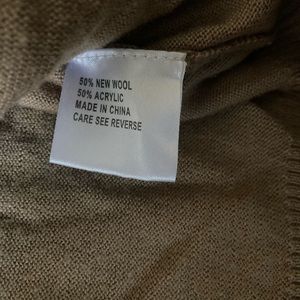 50% NEW WOOL
50% ACRYLIC
MADE IN CHINA
CARE SEE REVERSE